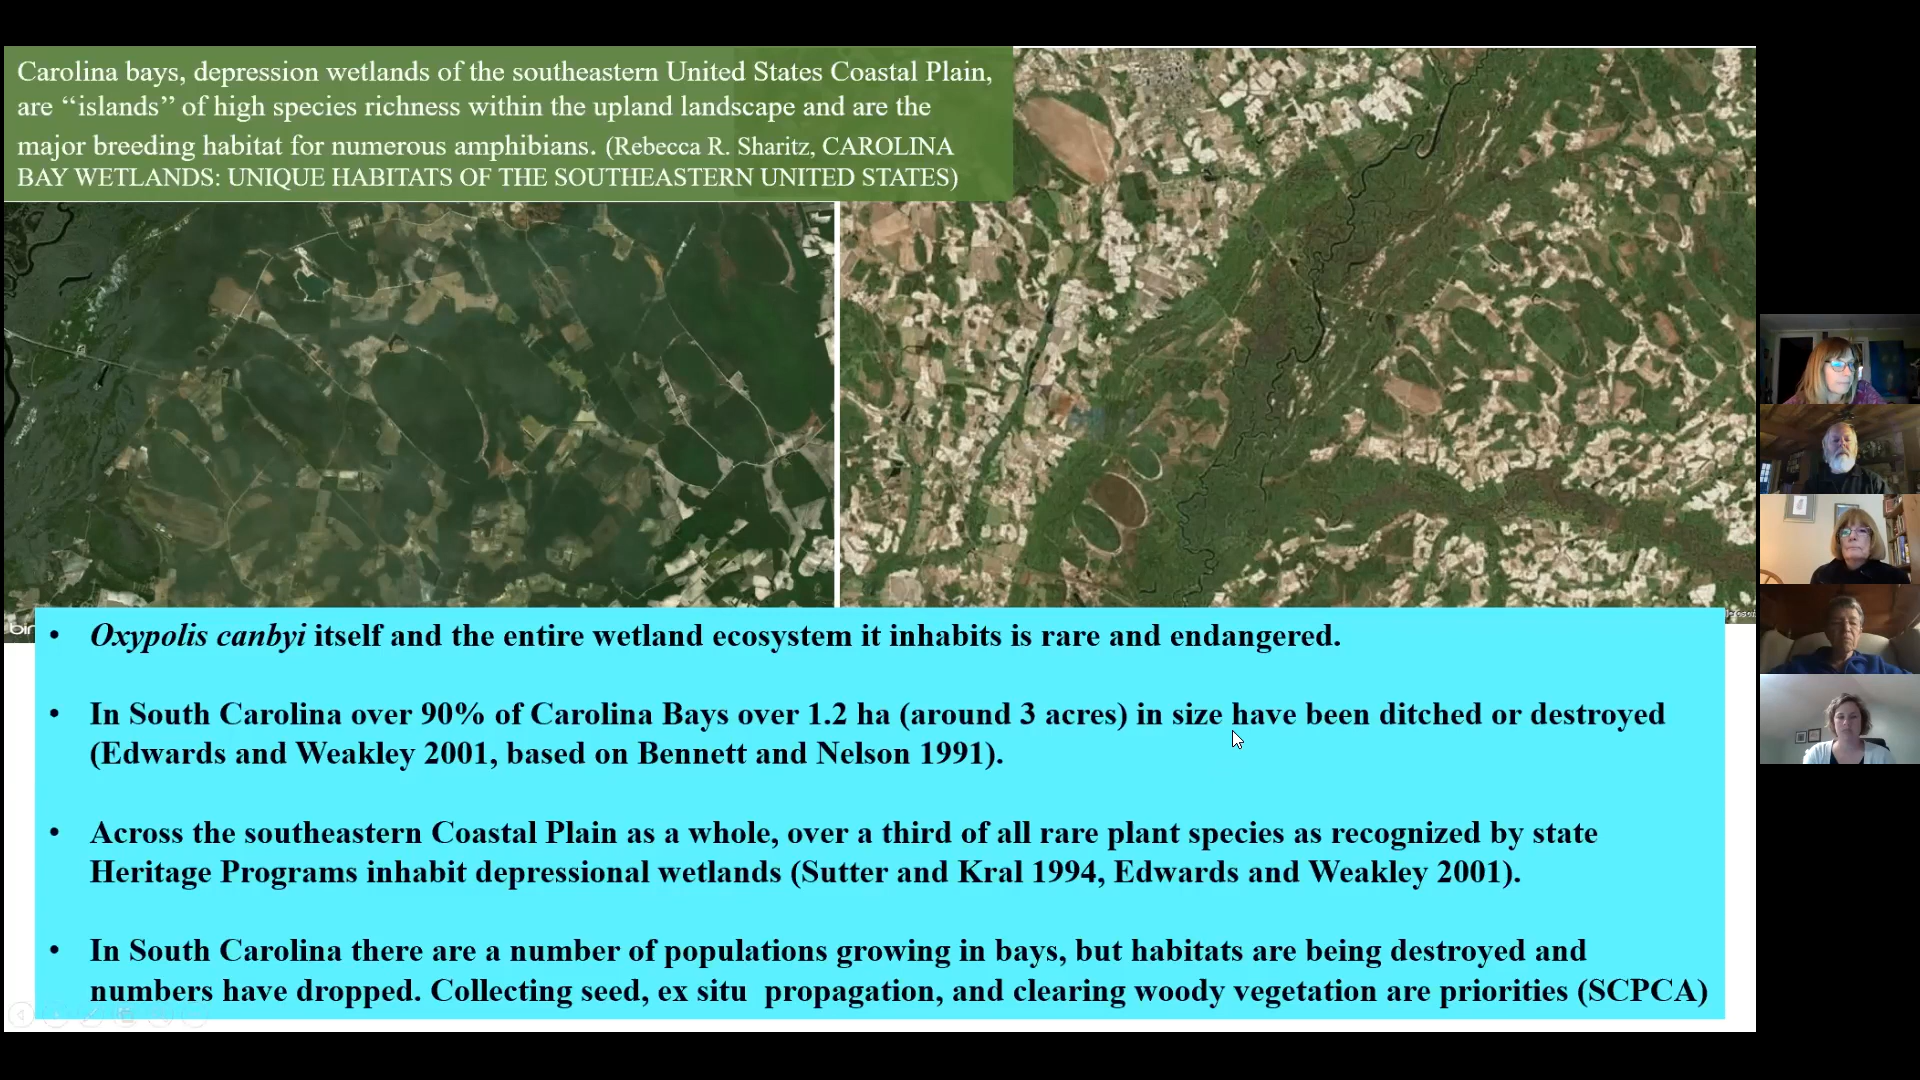 Carolina bays, depression wetlands of the southeastern United States Coastal Plain,
are ‘‘islands’’ of high species richness within the upland landscape and are the
major breeding habitat for numerous amphibians. (Rebecca R. Sharitz, CAROLINA
BAY WETLANDS: UNIQUE HABITATS OF THE SOUTHEASTERN UNITED STATES)
• Oxypolis canbyi itself and the entire wetland ecosystem it inhabits is rare and endangered.
• In South Carolina over 90% of Carolina Bays over 1.2 ha (around 3 acres) in size have been ditched or destroyed
(Edwards and Weakley 2001, based on Bennett and Nelson 1991).
• Across the southeastern Coastal Plain as a whole, over a third of all rare plant species as recognized by state
Heritage Programs inhabit depressional wetlands (Sutter and Kral 1994, Edwards and Weakley 2001).
• In South Carolina there are a number of populations growing in bays, but habitats are being destroyed and
numbers have dropped. Collecting seed, ex situ  propagation, and clearing woody vegetation are priorities (SCPCA)